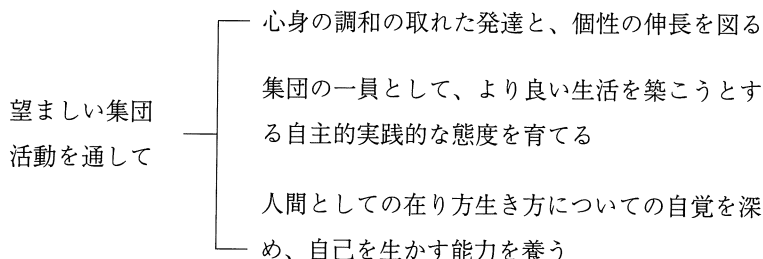 望ましい集団
活動を通して
心身の調和の取れた発達と、個性の伸長を図る
集団の一員として、より良い生活を築こうとす
る自主的実践的な態度を育てる
人間としての在り方生き方についての自覚を深
め、自己を生かす能力を養う